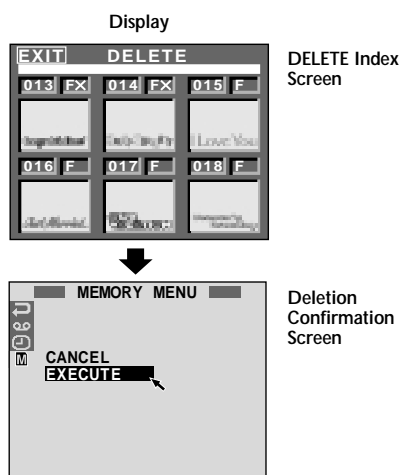 Display
EXIT DELETE
DELETE Index
Screen
013 FX 014 FX 015 F
I Love You
016 F 017 F 018 F
MEMORY MENU
Deletion
Confirmation
Screen
M CANCEL
EXECUTE